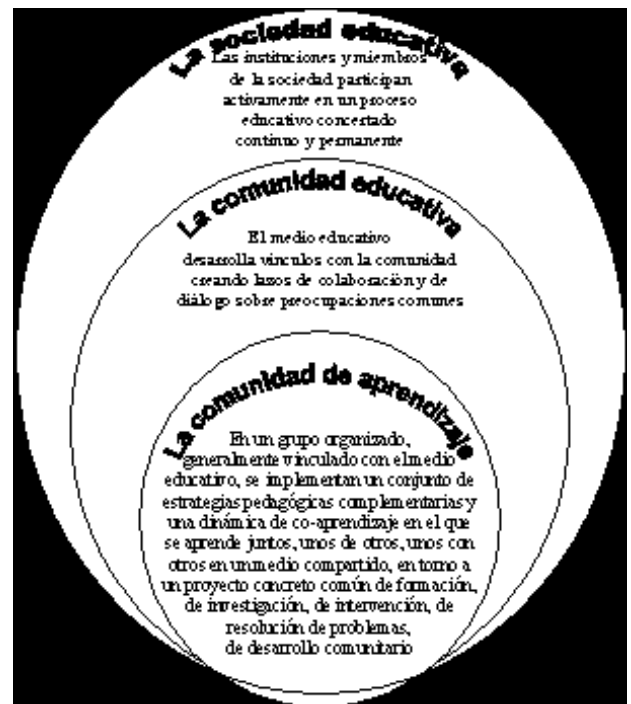 La sociedad educativa
Las instituciones y miembros
de la sociedad participan
activamente en un proceso
educativo concertado
continuo y permanente
La comunidad educativa
El medio educativo
desarrolla vínculos con la comunidad
creando lazos de colaboración y de
diálogo sobre preocupaciones comunes
La comunidad de aprendizaje
En un grupo organizado,
generalmente vinculado con el medio
educativo, se implementan un conjunto de
estrategias pedagógicas complementarias y
una dinámica de co-aprendizaje en el que
se aprende juntos, unos de otros, unos con
otros en un medio compartido, en torno a
un proyecto concreto común de formación,
de investigación, de intervención, de
resolución de problemas,
de desarrollo comunitario